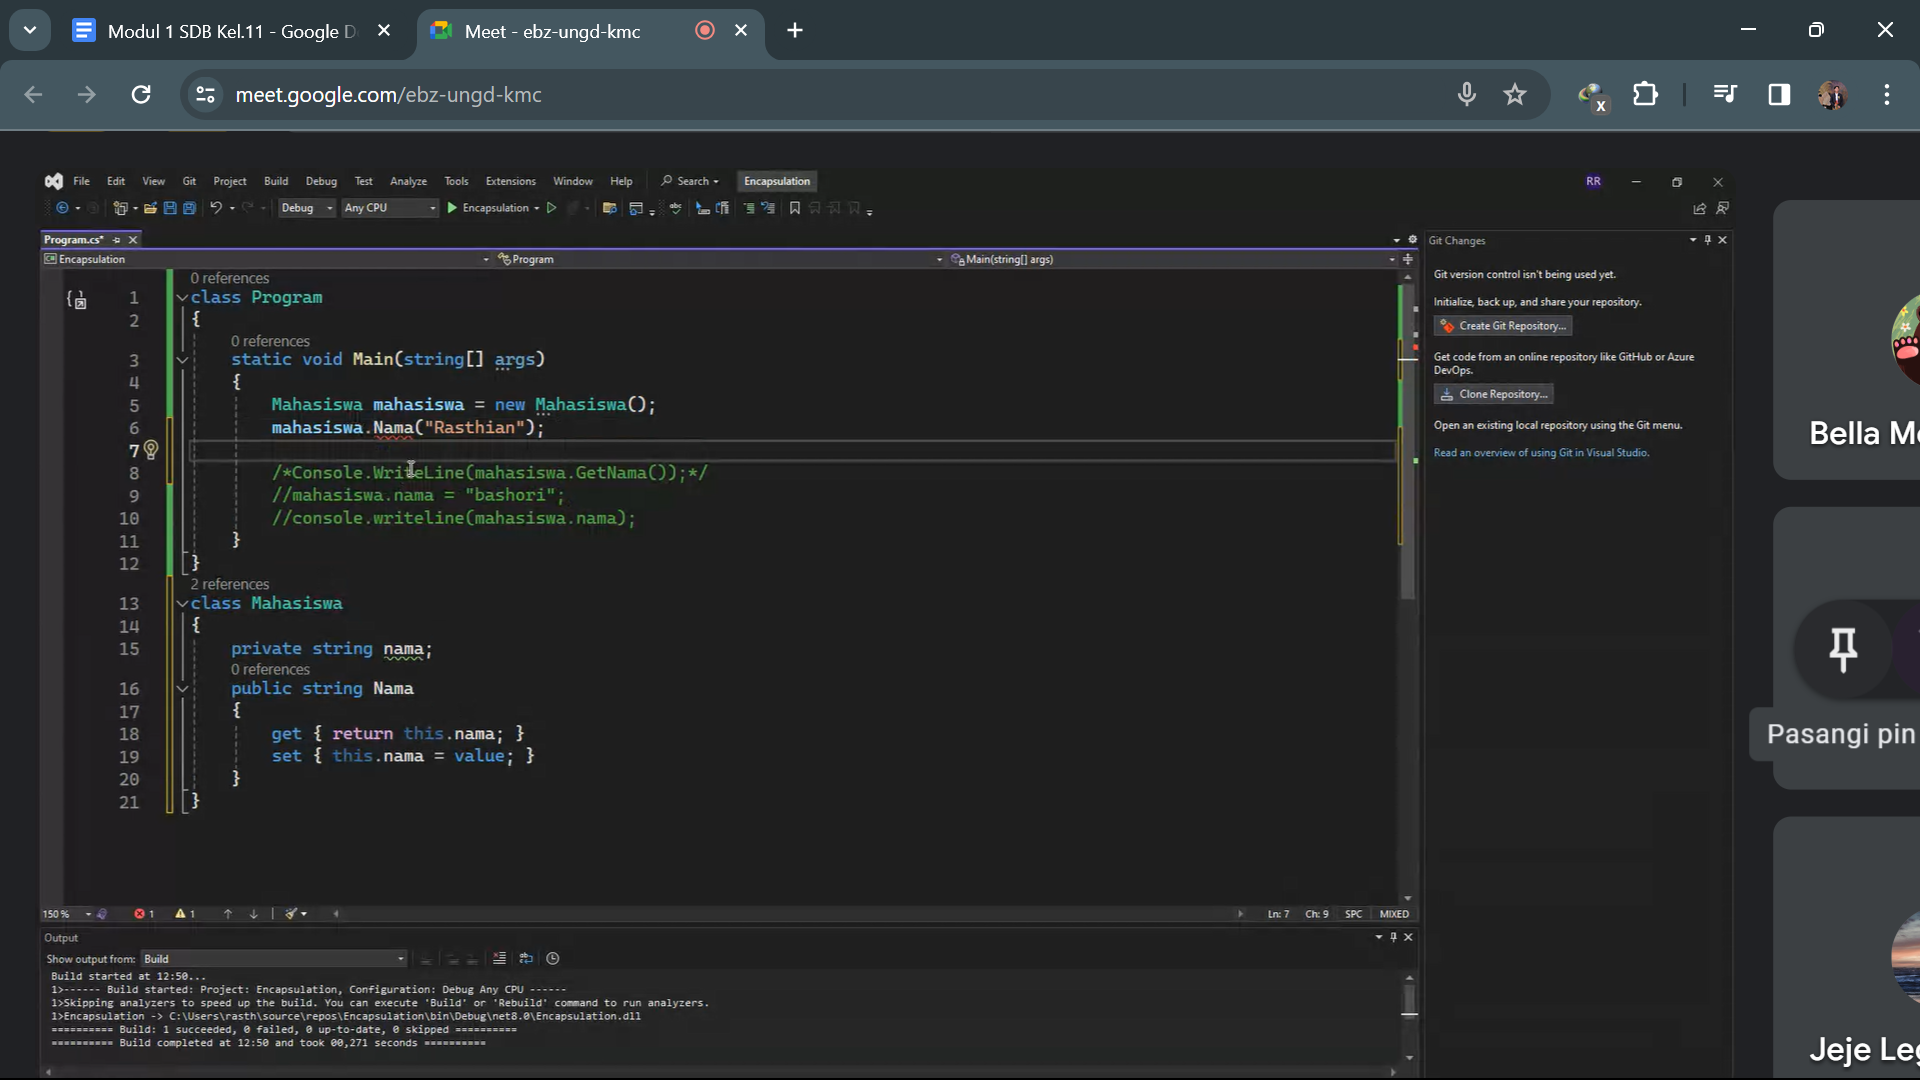 Modul 1 SDB Kel.11 - Google D
Meet - ebz-ungd-kmc
meet.google.com/ebz-ungd-kmc
x
File Edit View Git Project Build Debug Test Analyze Tools Extensions Window Help Search Encapsulation RR
Debug Any CPU Encapsulation
Program.cs*
Encapsulation Program Main(string[] args)
0 references
1 class Program
2 {
0 references
3 static void Main(string[] args)
4 {
5 Mahasiswa mahasiswa = new Mahasiswa();
6 mahasiswa.Nama("Rasthian");
7
8 /*Console.WriteLine(mahasiswa.GetNama());*/
9 //mahasiswa.nama = "bashori";
10 //console.writeline(mahasiswa.nama);
11 }
12 }
2 references
13 class Mahasiswa
14 {
15 private string nama;
0 references
16 public string Nama
17 {
18 get { return this.nama; }
19 set { this.nama = value; }
20 }
21 }
150 % 1 1 Ln: 7 Ch: 9 SPC MIXED
Output
Show output from: Build
Build started at 12:50...
1>------ Build started: Project: Encapsulation, Configuration: Debug Any CPU ------
1>Skipping analyzers to speed up the build. You can execute 'Build' or 'Rebuild' command to run analyzers.
1>Encapsulation -> C:\Users\rasth\source\repos\Encapsulation\bin\Debug\net8.0\Encapsulation.dll
========== Build: 1 succeeded, 0 failed, 0 up-to-date, 0 skipped ==========
========== Build completed at 12:50 and took 00,271 seconds ==========
Git Changes
Git version control isn't being used yet.
Initialize, back up, and share your repository.
Create Git Repository...
Get code from an online repository like GitHub or Azure
DevOps.
Clone Repository...
Open an existing local repository using the Git menu.
Read an overview of using Git in Visual Studio.
Bella M
Pasangi pin
Jeje Le